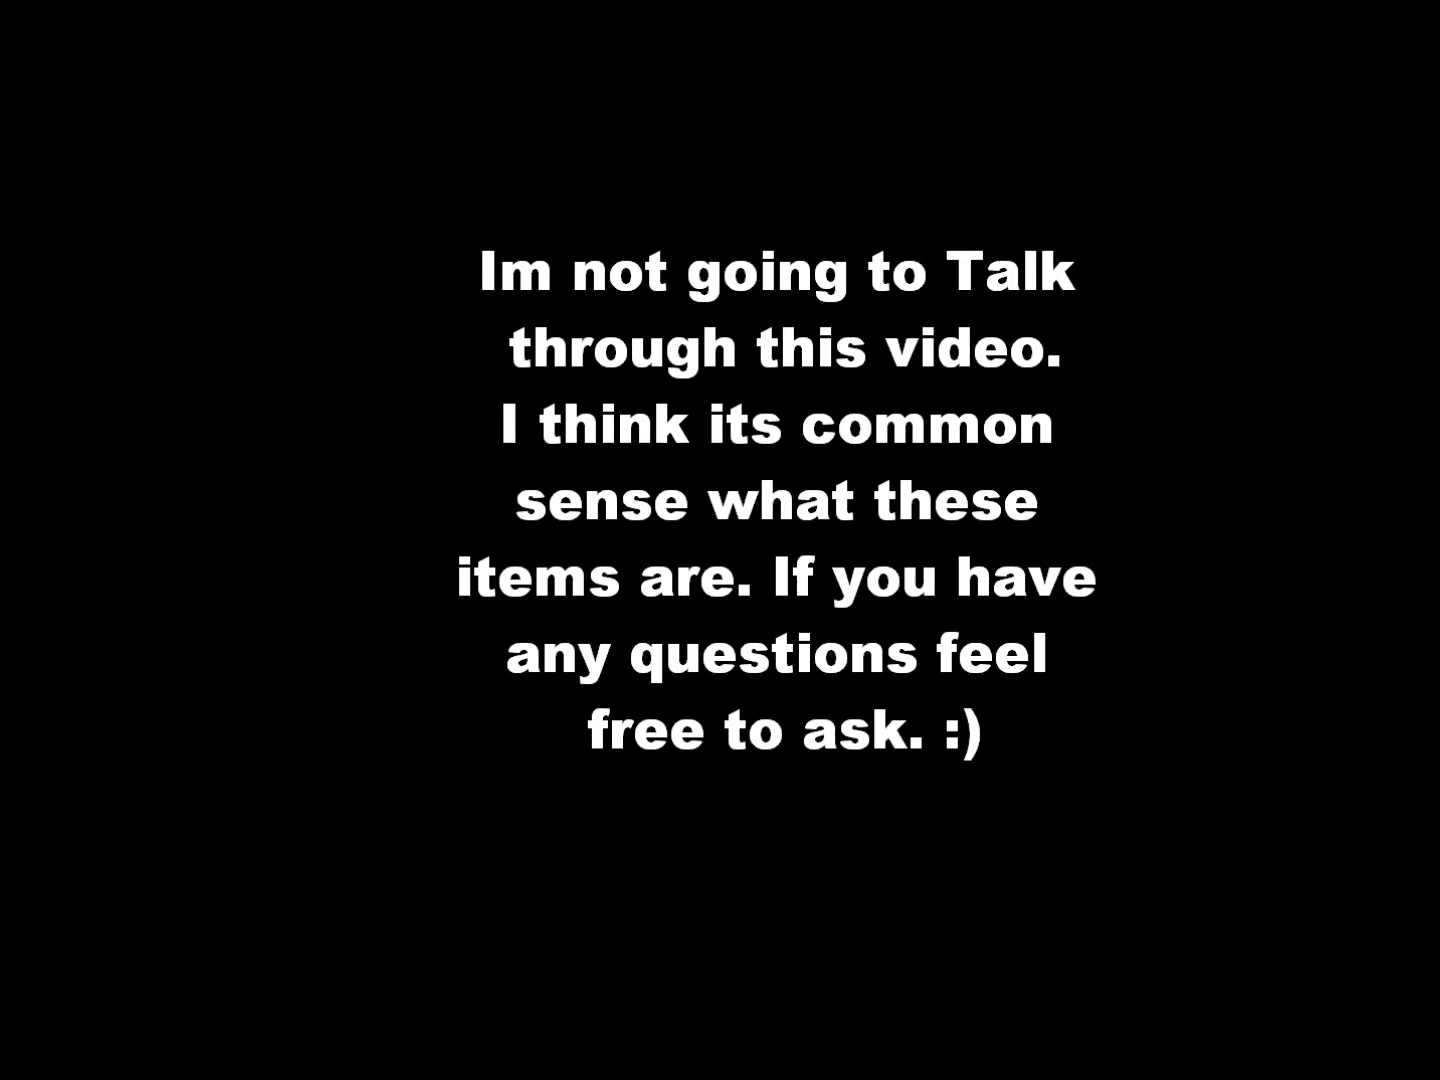 Im not going to Talk
through this video.
I think its common
sense what these
items are. If you have
any questions feel
free to ask. :)